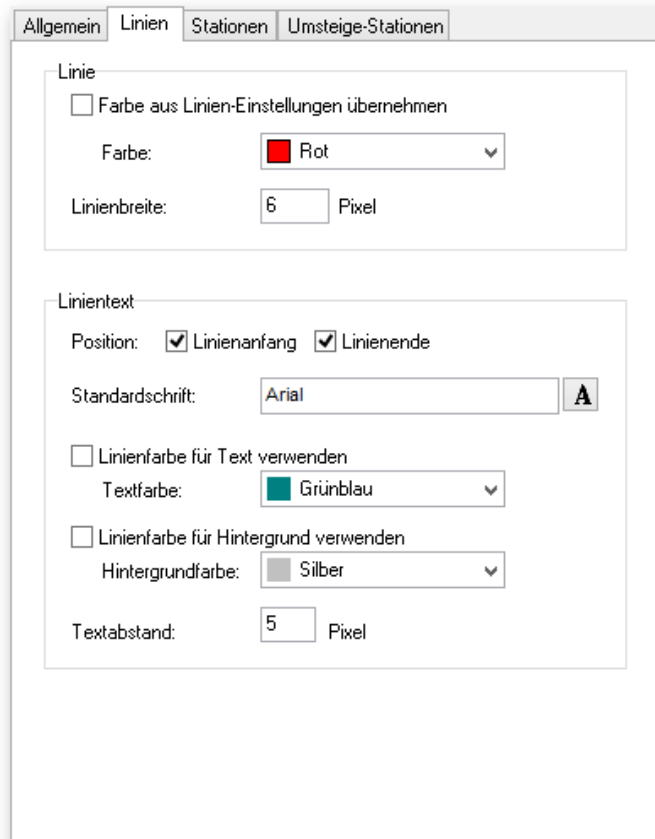 Allgemein Linien Stationen Umsteige-Stationen
Linie
Farbe aus Linien-Einstellungen übernehmen
Farbe: Rot
Linienbreite: 6 Pixel
Linientext
Position: Linienanfang Linienende
Standardschrift: Arial A
Linienfarbe für Text verwenden
Textfarbe: Grünblau
Linienfarbe für Hintergrund verwenden
Hintergrundfarbe: Silber
Textabstand: 5 Pixel